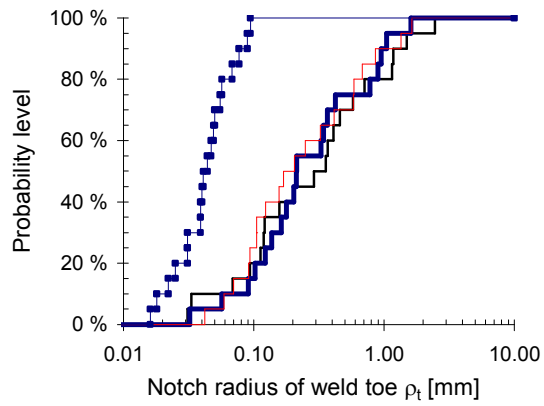 100 %
80 %
60 %
40 %
20 %
0 %
Probability level
0.01 0.10 1.00 10.00
Notch radius of weld toe ρt [mm]